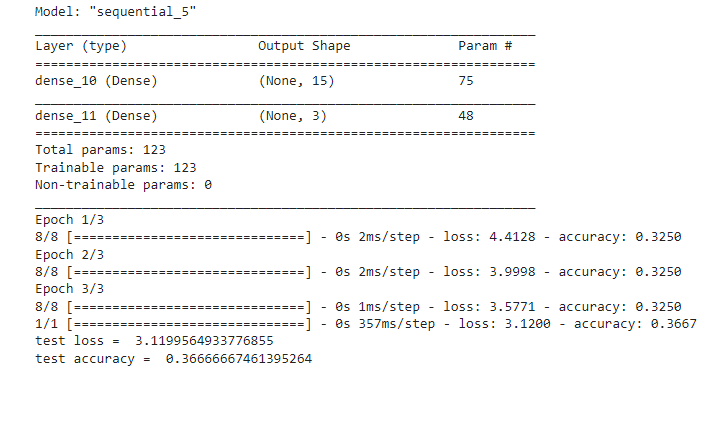 Model: "sequential_5"
_________________________________________________________________
Layer (type)                 Output Shape              Param #
=================================================================
dense_10 (Dense)             (None, 15)                75
_________________________________________________________________
dense_11 (Dense)             (None, 3)                 48
=================================================================
Total params: 123
Trainable params: 123
Non-trainable params: 0
_________________________________________________________________
Epoch 1/3
8/8 [==============================] - 0s 2ms/step - loss: 4.4128 - accuracy: 0.3250
Epoch 2/3
8/8 [==============================] - 0s 2ms/step - loss: 3.9998 - accuracy: 0.3250
Epoch 3/3
8/8 [==============================] - 0s 1ms/step - loss: 3.5771 - accuracy: 0.3250
1/1 [==============================] - 0s 357ms/step - loss: 3.1200 - accuracy: 0.3667
test loss =  3.1199564933776855
test accuracy =  0.36666667461395264